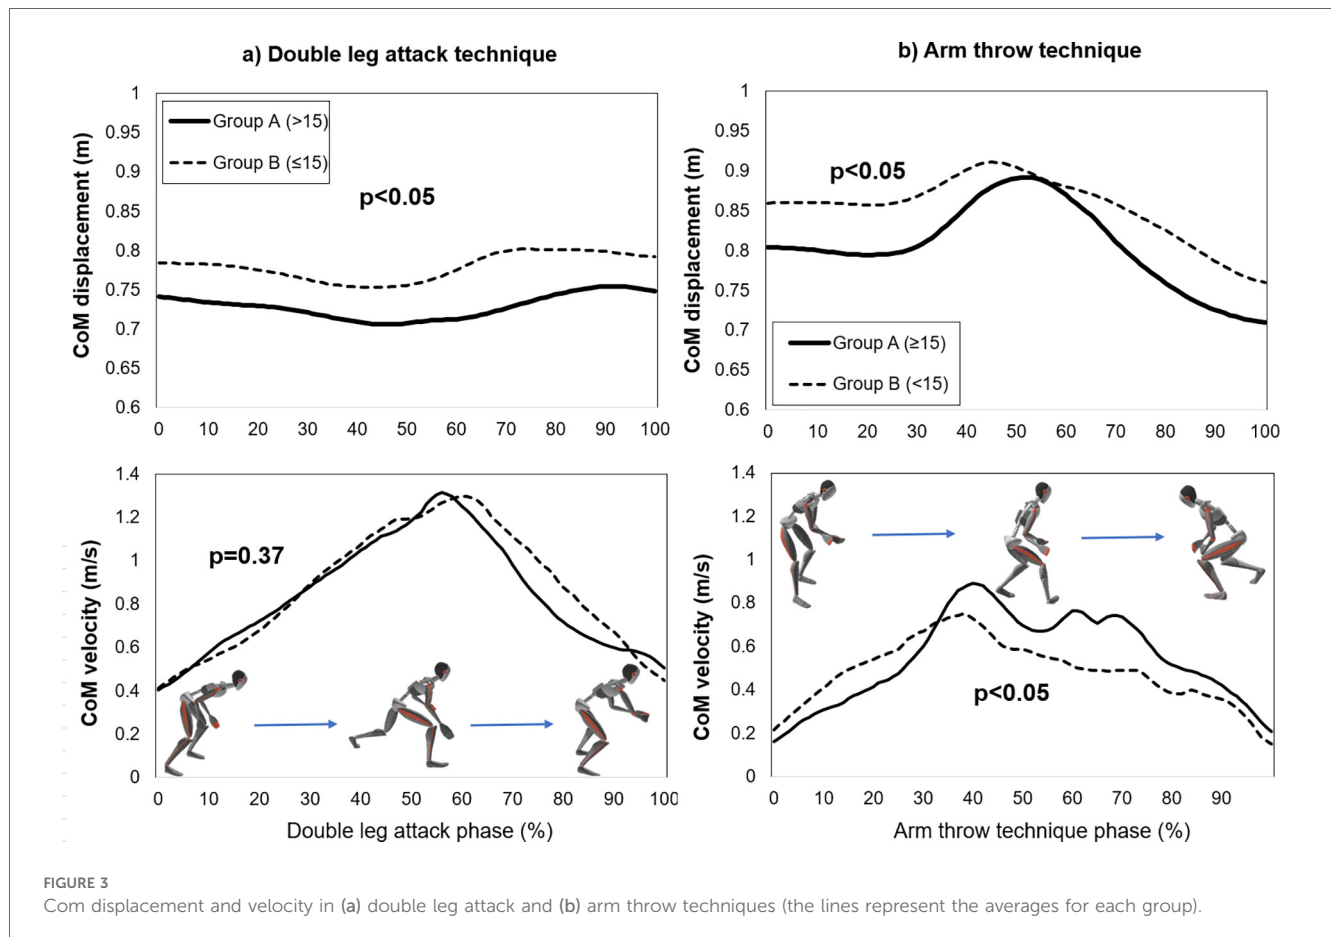 a) Double leg attack technique
CoM displacement (m)
1
0.95
0.9
0.85
0.8
0.75
0.7
0.65
0.6
Group A (>15)
Group B (≤15)
p<0.05
0 10 20 30 40 50 60 70 80 90 100
b) Arm throw technique
CoM displacement (m)
1
0.95
0.9
0.85
0.8
0.75
0.7
0.65
0.6
p<0.05
Group A (≥15)
Group B (<15)
0 10 20 30 40 50 60 70 80 90 100
CoM velocity (m/s)
1.4
1.2
1
0.8
0.6
0.4
0.2
0
p=0.37
0 10 20 30 40 50 60 70 80 90 100
Double leg attack phase (%)
CoM velocity (m/s)
1.4
1.2
1
0.8
0.6
0.4
0.2
0
p<0.05
0 10 20 30 40 50 60 70 80 90
Arm throw technique phase (%)
FIGURE 3
Com displacement and velocity in (a) double leg attack and (b) arm throw techniques (the lines represent the averages for each group).